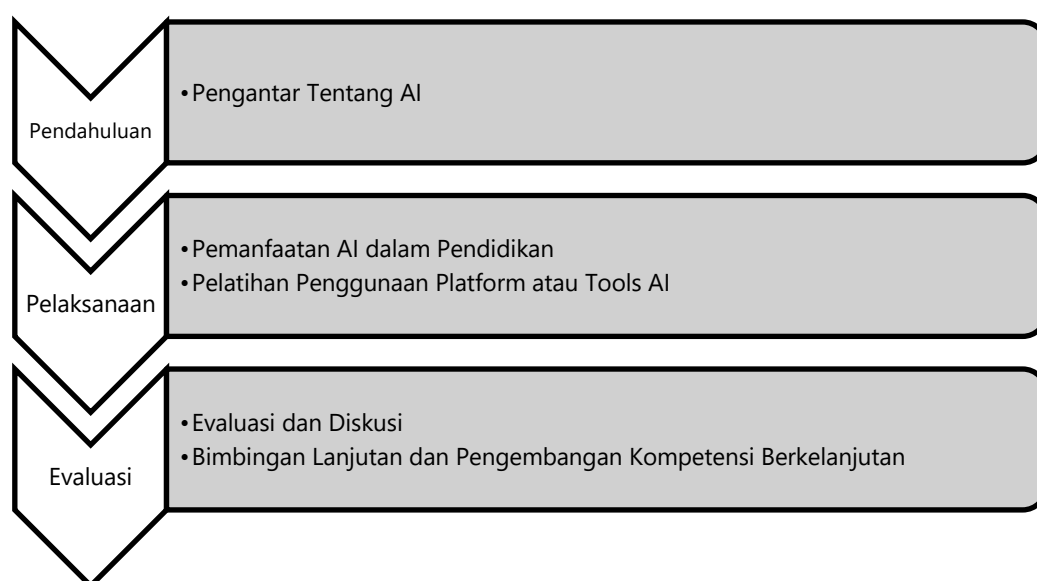 Pendahuluan
•Pengantar Tentang AI
Pelaksanaan
•Pemanfaatan AI dalam Pendidikan
•Pelatihan Penggunaan Platform atau Tools AI
Evaluasi
•Evaluasi dan Diskusi
•Bimbingan Lanjutan dan Pengembangan Kompetensi Berkelanjutan